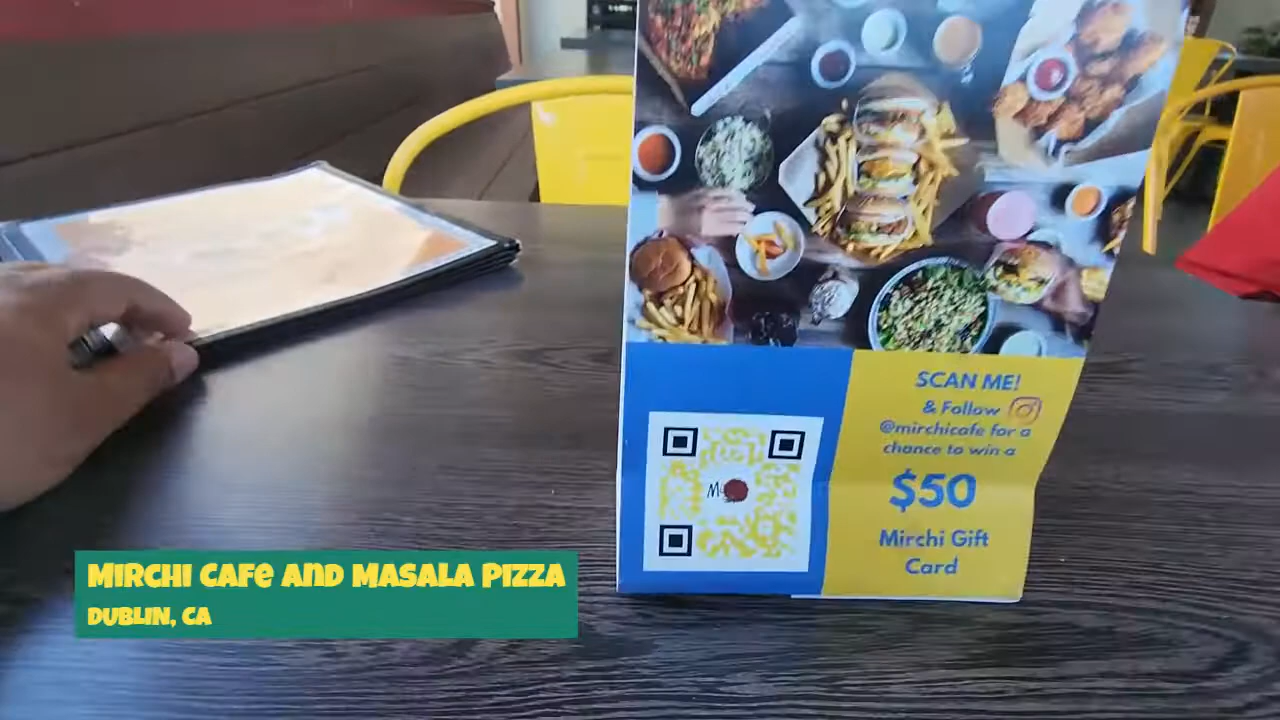 SCAN ME!
& Follow
@mirchicafe for a
chance to win a
$50
Mirchi Gift
Card
Mirchi Cafe and Masala Pizza
Dublin, CA